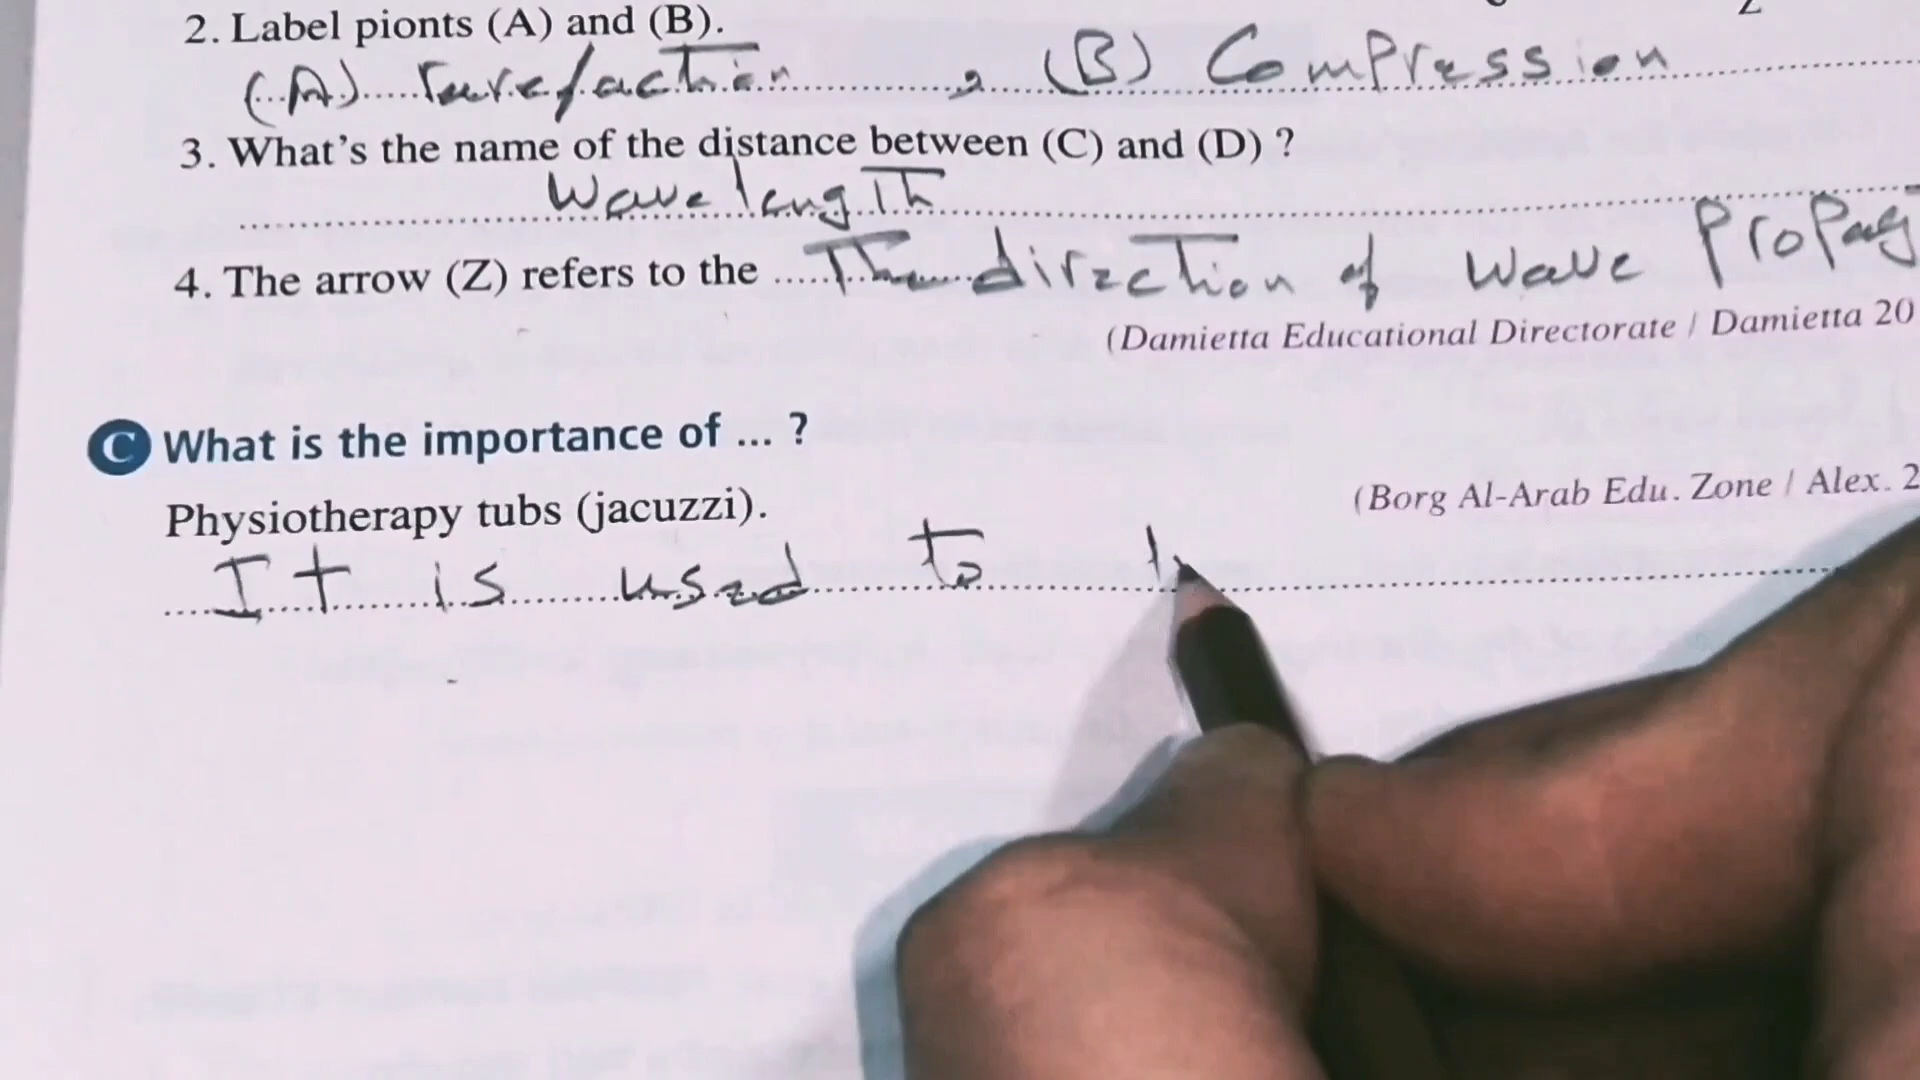 2. Label pionts (A) and (B).
(A) rarefaction , (B) Compression
3. What's the name of the distance between (C) and (D) ?
Wave length
4. The arrow (Z) refers to the The direction of wave Propag
(Damietta Educational Directorate / Damietta 20
C What is the importance of ... ?
Physiotherapy tubs (jacuzzi).
(Borg Al-Arab Edu. Zone / Alex. 2
It is used to